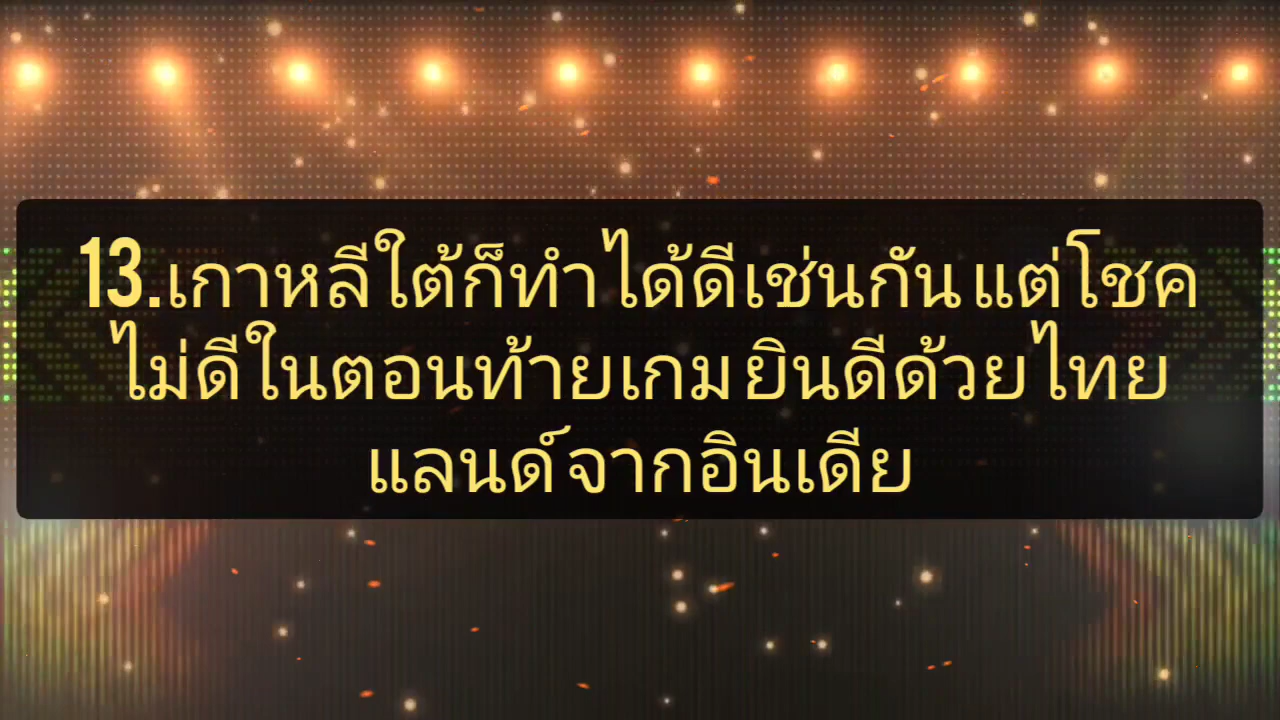 13.เกาหลีใต้ก็ทำได้ดีเช่นกัน แต่โชค
ไม่ดีในตอนท้ายเกม ยินดีด้วยไทย
แลนด์จากอินเดีย